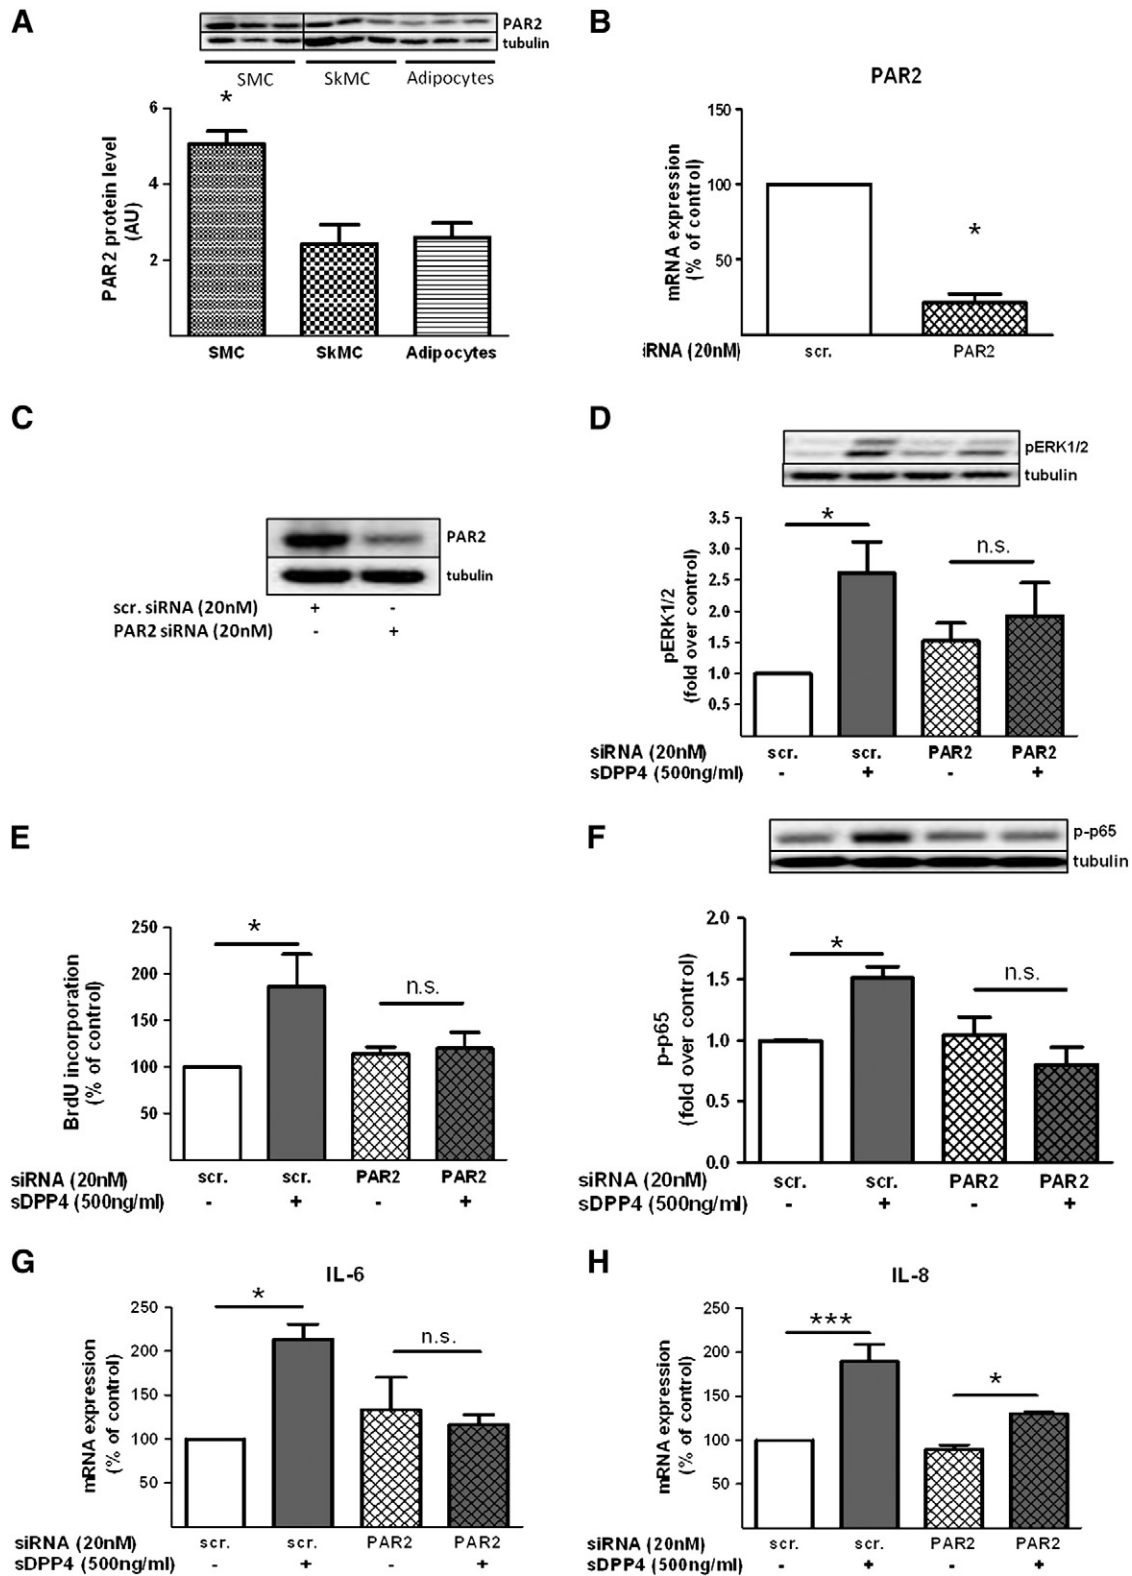 A
PAR2
tubulin
SMC
SkMC
Adipocytes
*
6
4
2
PAR2 protein level
(AU)
SMC
SkMC
Adipocytes
B
PAR2
150
100
50
mRNA expression
(% of control)
*
iRNA (20nM)
scr.
PAR2
C
PAR2
tubulin
scr. siRNA (20nM) + -
PAR2 siRNA (20nM) - +
D
pERK1/2
tubulin
3.5
3.0
2.5
2.0
1.5
1.0
0.5
pERK1/2
(fold over control)
*
n.s.
siRNA (20nM) scr. scr. PAR2 PAR2
sDPP4 (500ng/ml) - + - +
E
250
200
150
100
50
BrdU incorporation
(% of control)
*
n.s.
siRNA (20nM) scr. scr. PAR2 PAR2
sDPP4 (500ng/ml) - + - +
F
p-p65
tubulin
2.0
1.5
1.0
0.5
0.0
p-p65
(fold over control)
*
n.s.
siRNA (20nM) scr. scr. PAR2 PAR2
sDPP4 (500ng/ml) - + - +
G
IL-6
250
200
150
100
50
mRNA expression
(% of control)
*
n.s.
siRNA (20nM) scr. scr. PAR2 PAR2
sDPP4 (500ng/ml) - + - +
H
IL-8
250
200
150
100
50
mRNA expression
(% of control)
***
*
siRNA (20nM) scr. scr. PAR2 PAR2
sDPP4 (500ng/ml) - + - +